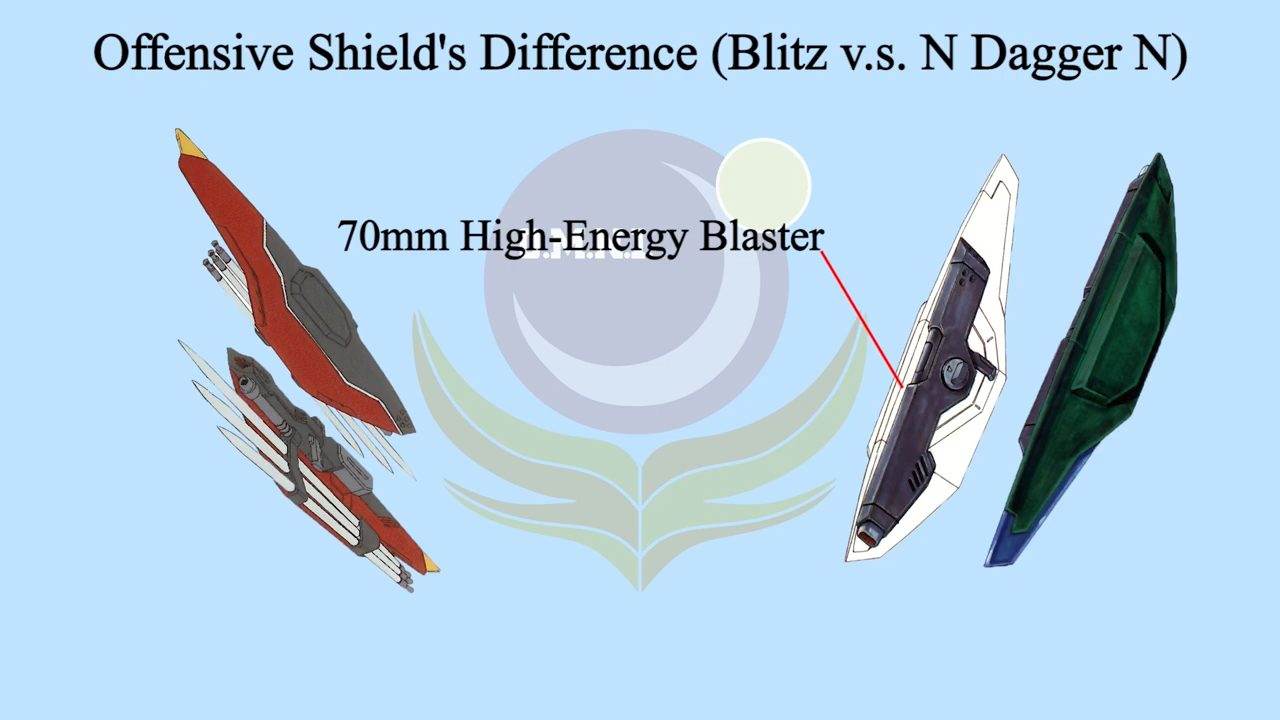 Offensive Shield's Difference (Blitz v.s. N Dagger N)
70mm High-Energy Blaster